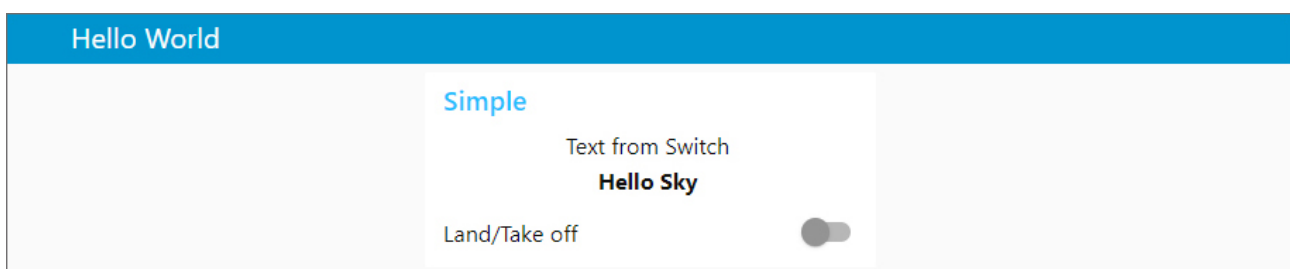 Hello World
Simple
Text from Switch
Hello Sky
Land/Take off